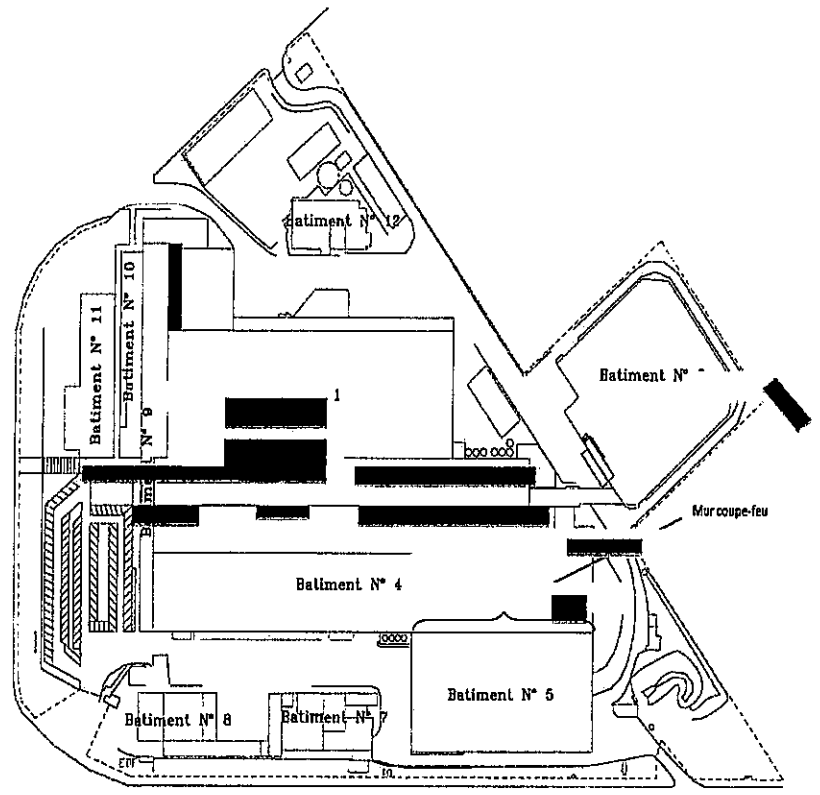 Batiment N° 12
Batiment N° 10
Batiment N° 11
Batiment N°
1
N° 9
Mur coupe-feu
Batiment N° 4
Batiment N° 5
Batiment N° 8
Batiment N° 7